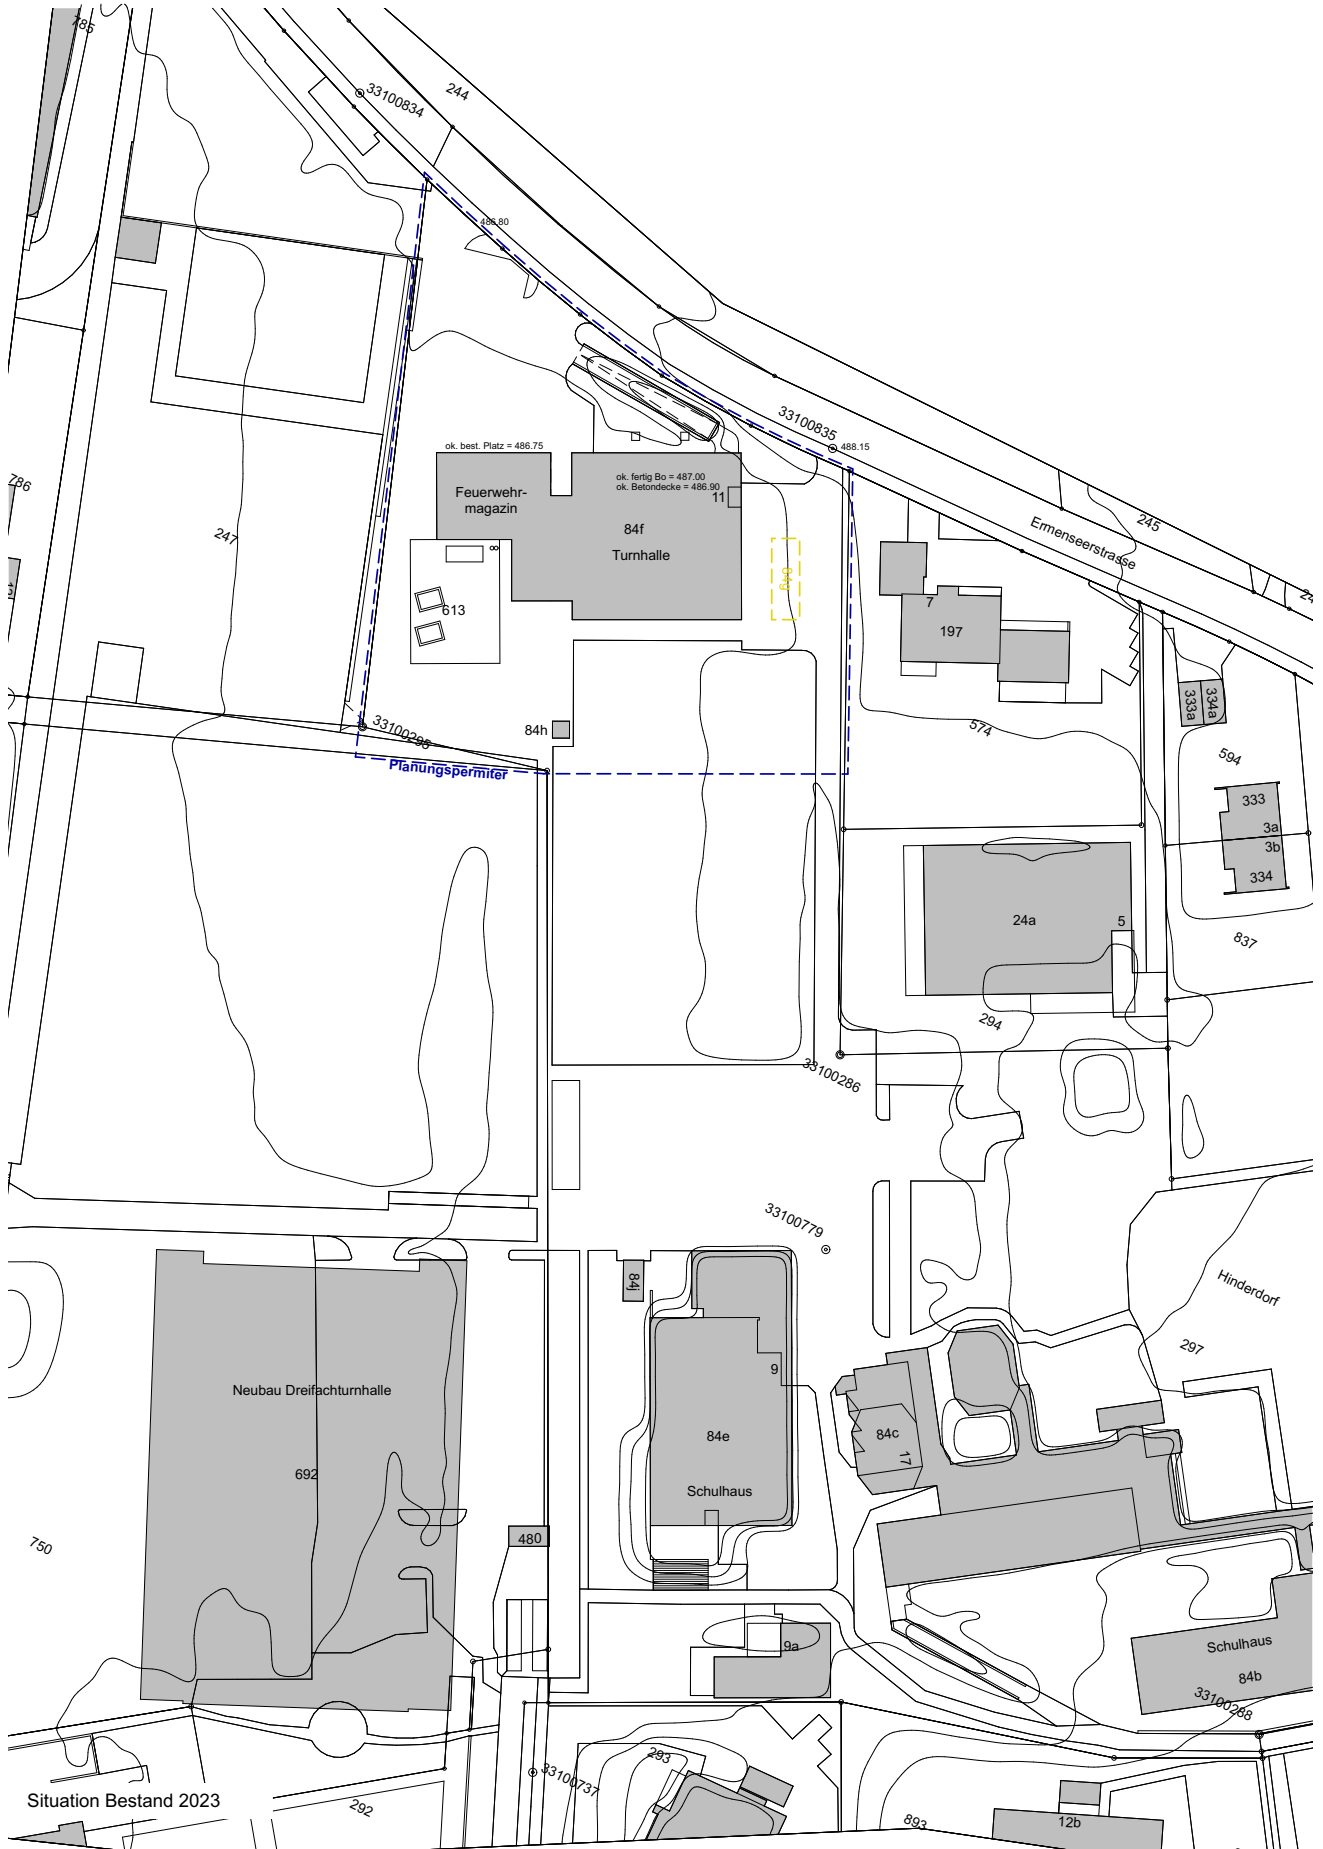 785
33100834
244
486.80
33100835
488.15
ok. best. Platz = 486.75
ok. fertig Bo = 487.00
ok. Betondecke = 486.90
11
Feuerwehr-
magazin
84f
Turnhalle
786
247
245
Ermenseerstrasse
84g
613
7
197
333a
334a
33100295
84h
574
594
Planungspermiter
333
3a
3b
334
24a
5
837
294
33100286
33100779
84j
Hinderdorf
297
9
Neubau Dreifachturnhalle
84e
84c
17
692
Schulhaus
480
750
9a
Schulhaus
84b
33100288
293
33100737
Situation Bestand 2023
292
893
12b